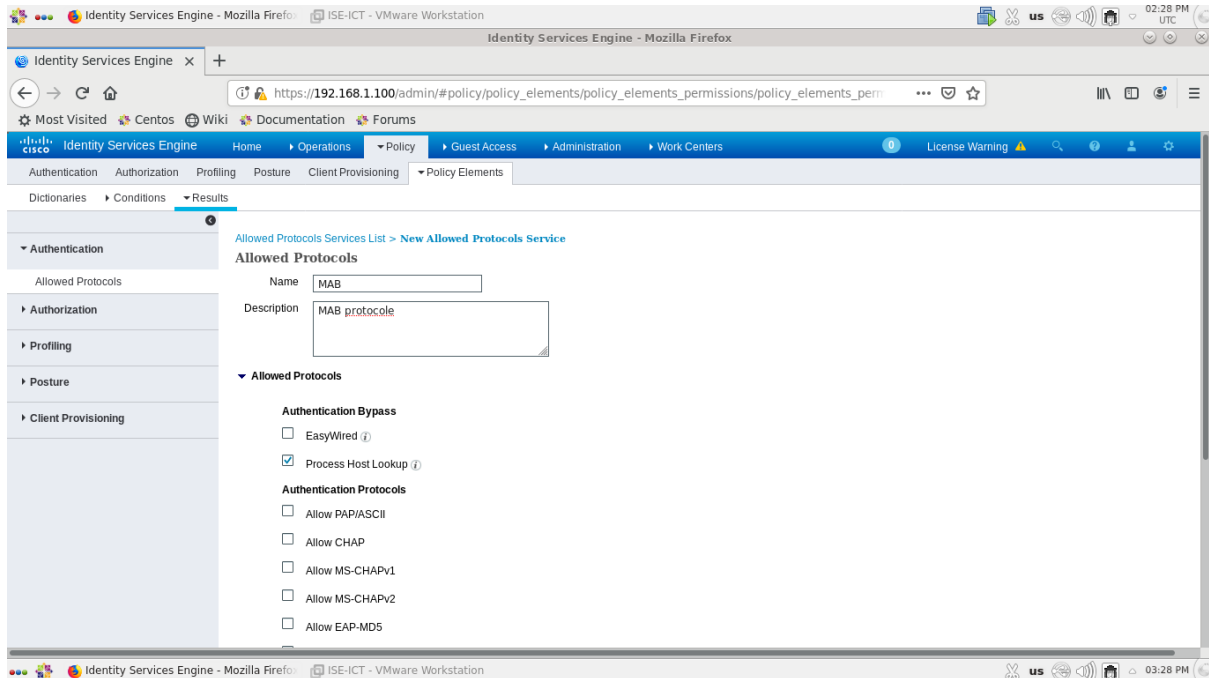 Identity Services Engine - Mozilla Firefox ISE-ICT - VMware Workstation us 02:28 PM UTC
Identity Services Engine - Mozilla Firefox
Identity Services Engine
https://192.168.1.100/admin/#policy/policy_elements/policy_elements_permissions/policy_elements_perm
Most Visited Centos Wiki Documentation Forums
CISCO Identity Services Engine Home Operations Policy Guest Access Administration Work Centers 0 License Warning
Authentication Authorization Profiling Posture Client Provisioning Policy Elements
Dictionaries Conditions Results
Authentication
Allowed Protocols
Authorization
Profiling
Posture
Client Provisioning
Allowed Protocols Services List > New Allowed Protocols Service
Allowed Protocols
Name MAB
Description MAB protocole
Allowed Protocols
Authentication Bypass
EasyWired
Process Host Lookup
Authentication Protocols
Allow PAP/ASCII
Allow CHAP
Allow MS-CHAPv1
Allow MS-CHAPv2
Allow EAP-MD5
Identity Services Engine - Mozilla Firefox ISE-ICT - VMware Workstation us 03:28 PM